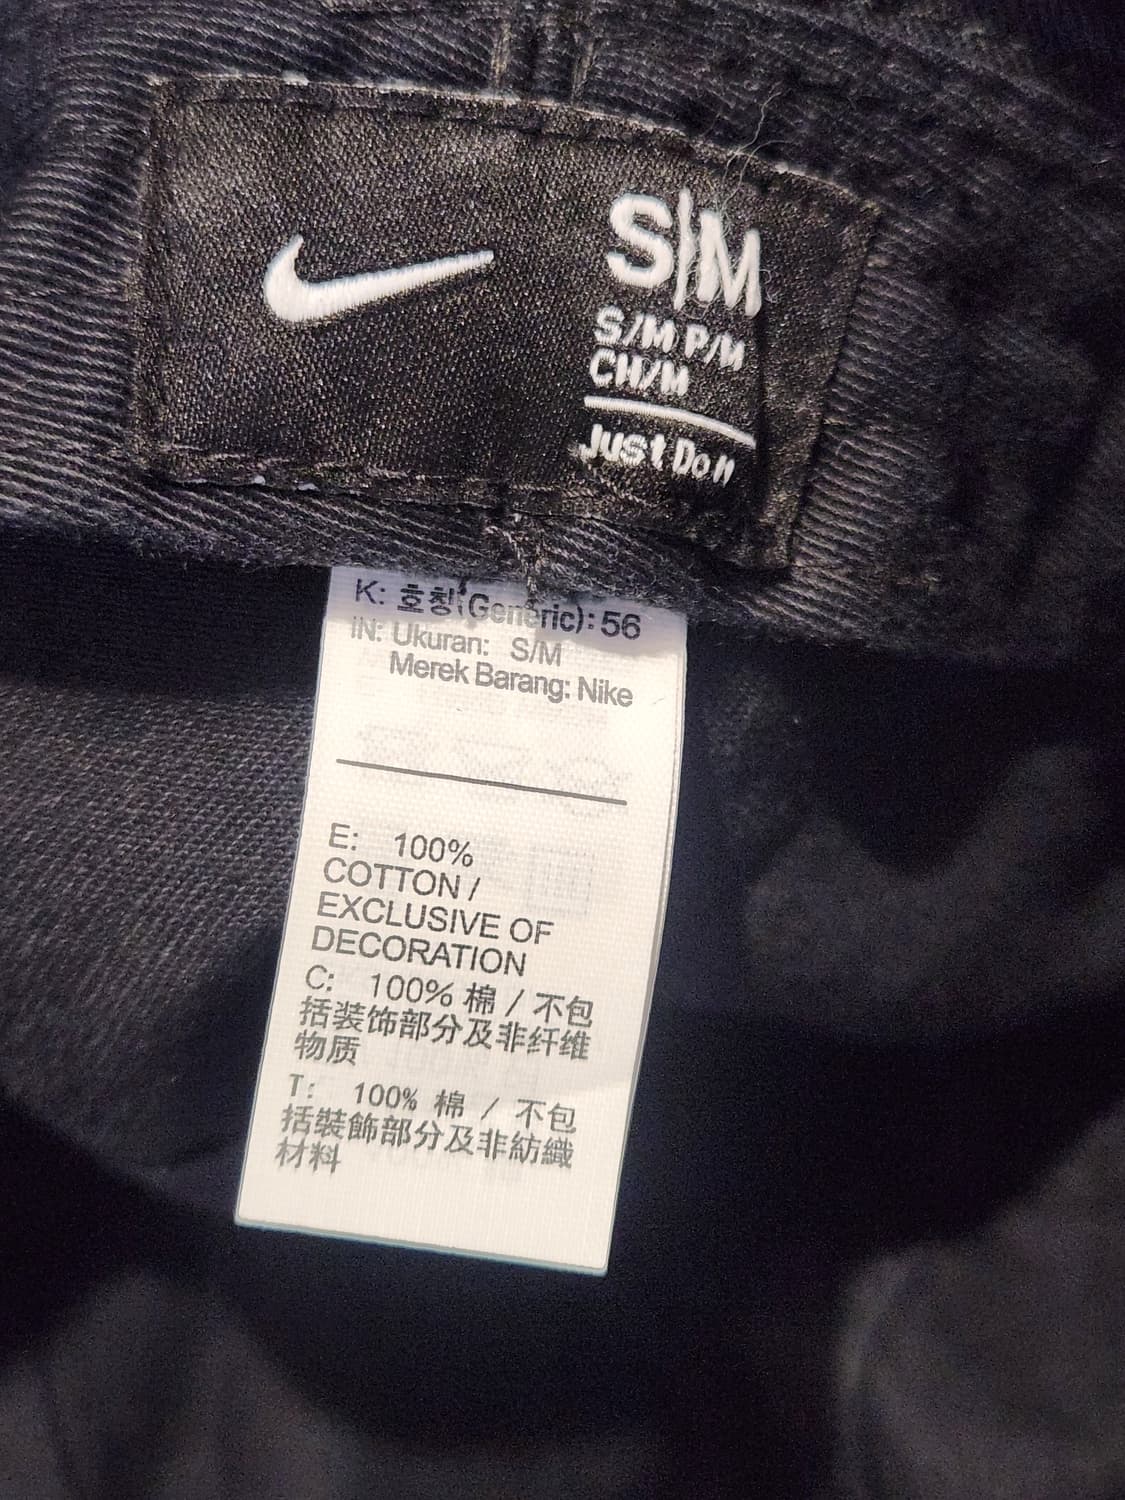 S|M
S/M P/M
CH/M
Just Do It
K: 호칭(Generic): 56
IN: Ukuran: S/M
Merek Barang: Nike
E: 100%
COTTON /
EXCLUSIVE OF
DECORATION
C: 100% 棉 / 不包
括装饰部分及非纤维
物质
T: 100% 棉 / 不包
括裝飾部分及非紡織
材料